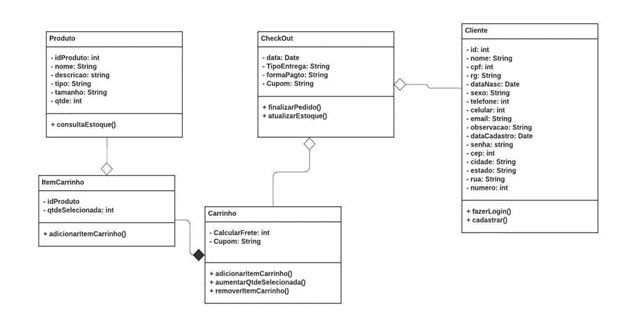 Produto
- idProduto: int
- nome: String
- descricao: string
- tipo: String
- tamanho: String
- qtde: int
+ consultaEstoque()
CheckOut
- data: Date
- TipoEntrega: String
- formaPagto: String
- Cupom: String
+ finalizarPedido()
+ atualizarEstoque()
Cliente
- id: int
- nome: String
- cpf: int
- rg: String
- dataNasc: Date
- sexo: String
- telefone: int
- celular: int
- email: String
- observacao: String
- dataCadastro: Date
- senha: string
- cep: int
- cidade: String
- estado: String
- rua: String
- numero: int
+ fazerLogin()
+ cadastrar()
ItemCarrinho
- idProduto
- qtdeSelecionada: int
+ adicionarItemCarrinho()
Carrinho
- CalcularFrete: int
- Cupom: String
+ adicionarItemCarrinho()
+ aumentarQtdeSelecionada()
+ removerItemCarrinho()